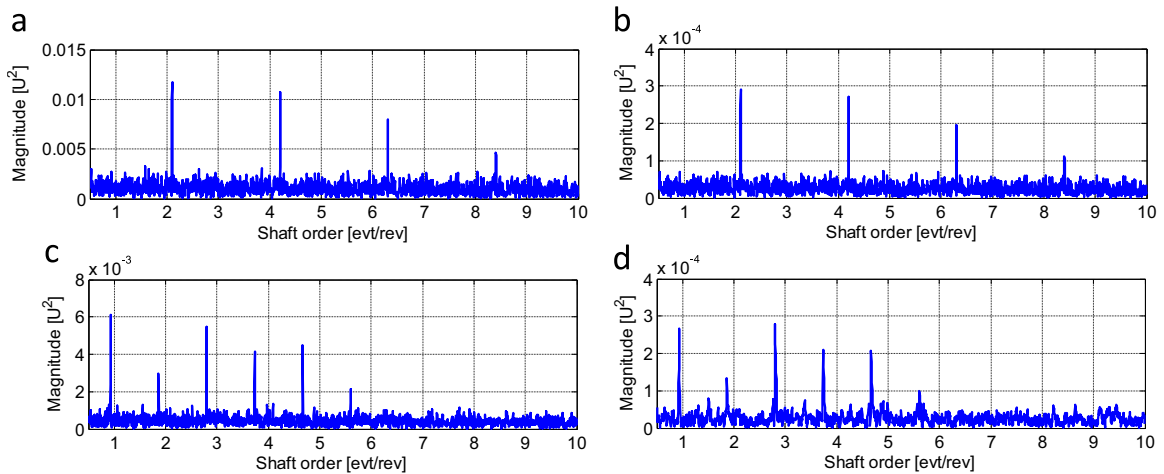 a
0.015
0.01
0.005
0
Magnitude [U²]
1 2 3 4 5 6 7 8 9 10
Shaft order [evt/rev]
b
x 10⁻⁴
4
3
2
1
0
Magnitude [U²]
1 2 3 4 5 6 7 8 9 10
Shaft order [evt/rev]
c
x 10⁻³
8
6
4
2
0
Magnitude [U²]
1 2 3 4 5 6 7 8 9 10
Shaft order [evt/rev]
d
x 10⁻⁴
4
3
2
1
0
Magnitude [U²]
1 2 3 4 5 6 7 8 9 10
Shaft order [evt/rev]